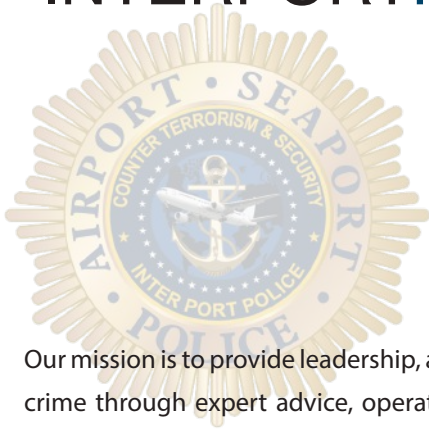 INTERPORT
AIRPORT • SEAPORT
COUNTER TERRORISM & SECURITY
INTER PORT POLICE
POLICE
Our mission is to provide leadership,
crime through expert advice,